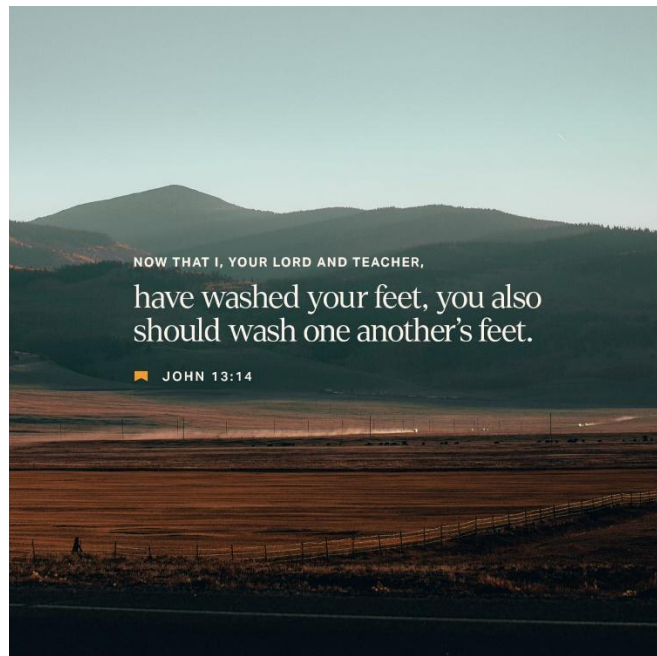 NOW THAT I, YOUR LORD AND TEACHER,
have washed your feet, you also
should wash one another’s feet.
JOHN 13:14